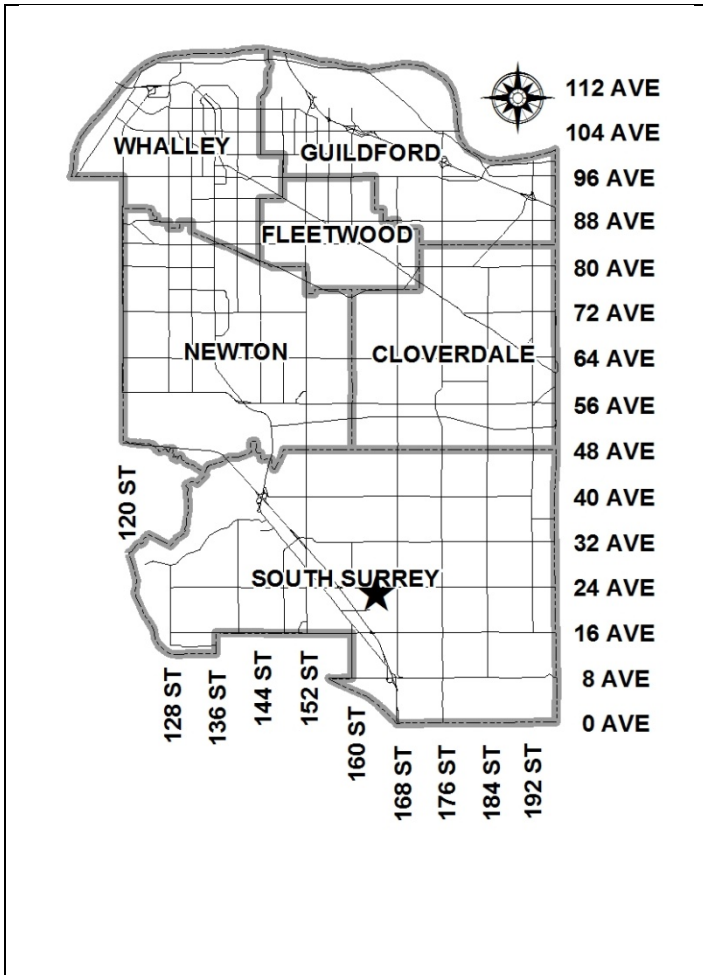 112 AVE
104 AVE
WHALLEY
GUILDFORD
96 AVE
88 AVE
FLEETWOOD
80 AVE
72 AVE
NEWTON
CLOVERDALE
64 AVE
56 AVE
48 AVE
40 AVE
120 ST
32 AVE
SOUTH SURREY
24 AVE
16 AVE
8 AVE
0 AVE
128 ST
136 ST
144 ST
152 ST
160 ST
168 ST
176 ST
184 ST
192 ST